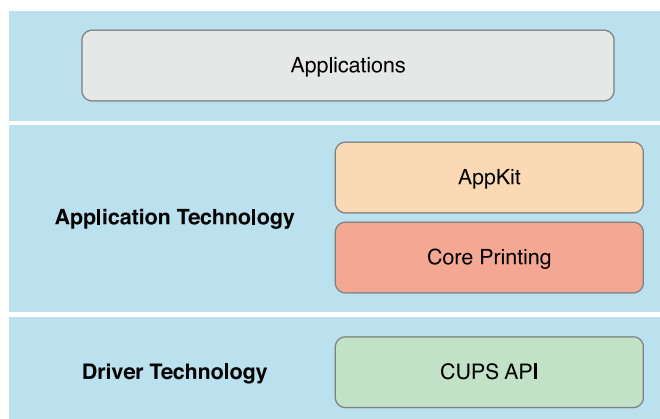 Applications
AppKit
Application Technology
Core Printing
Driver Technology
CUPS API